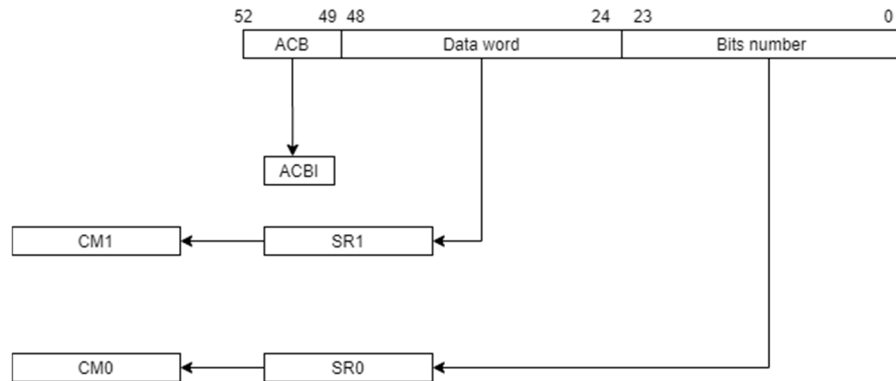 52 49 48 24 23 0
ACB Data word Bits number
ACBI
CM1 SR1
CM0 SR0